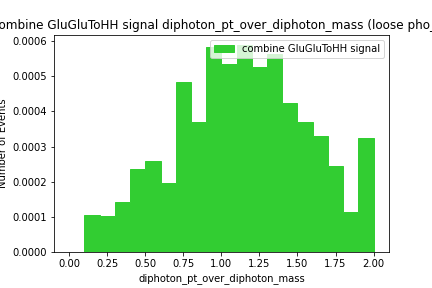 combine GluGluToHH signal diphoton_pt_over_diphoton_mass (loose pho_
combine GluGluToHH signal
Number of Events
0.0006
0.0005
0.0004
0.0003
0.0002
0.0001
0.0000
0.00 0.25 0.50 0.75 1.00 1.25 1.50 1.75 2.00
diphoton_pt_over_diphoton_mass